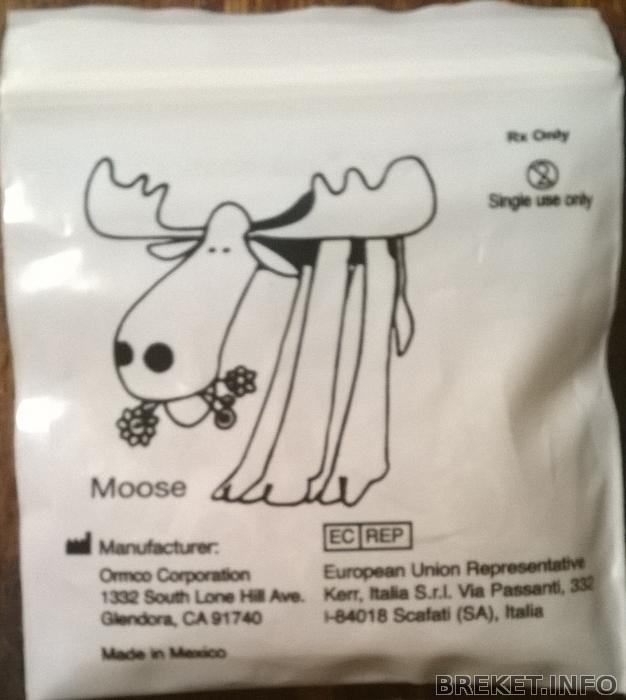 Rx Only
Single use only
Moose
Manufacturer:
Ormco Corporation
1332 South Lone Hill Ave.
Glendora, CA 91740
Made in Mexico
EC REP
European Union Representative
Kerr, Italia S.r.l. Via Passanti, 332
I-84018 Scafati (SA), Italia
BREKET.INFO